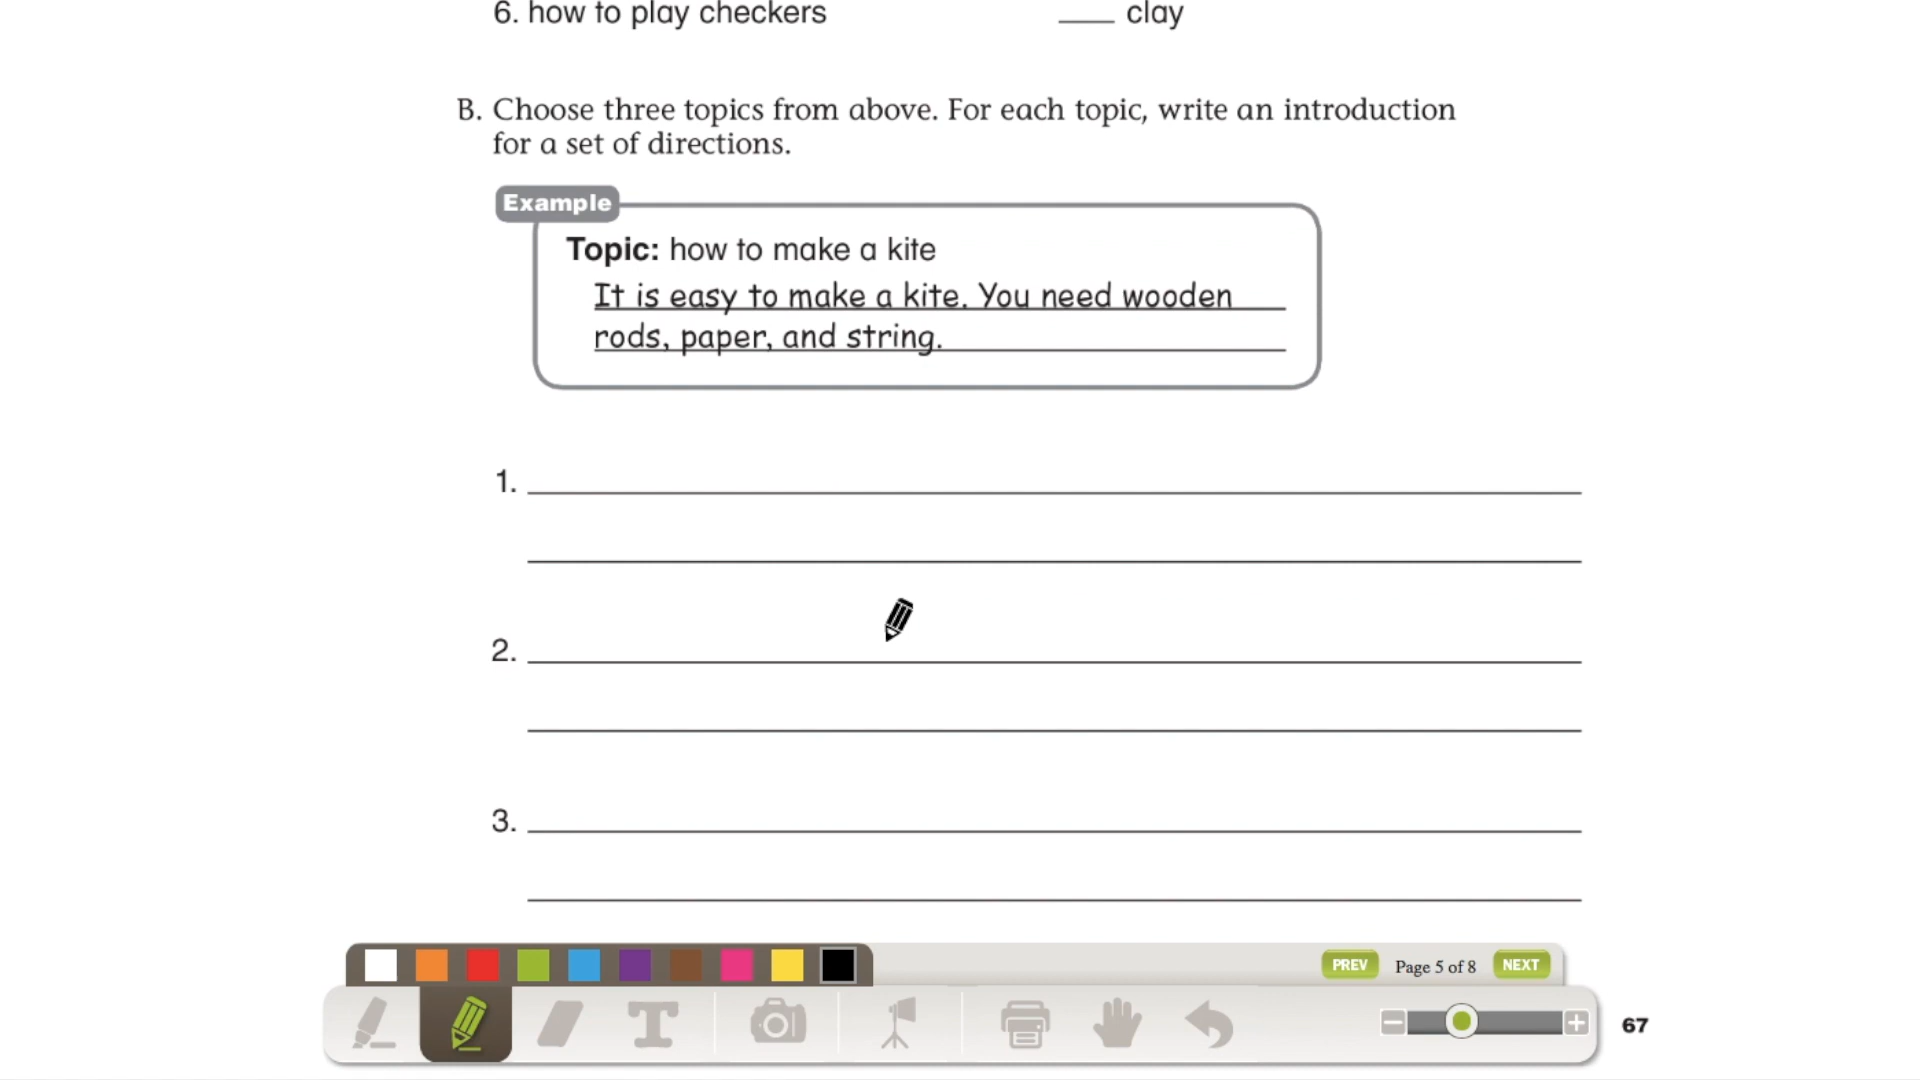 6. how to play checkers ____ clay
B. Choose three topics from above. For each topic, write an introduction
for a set of directions.
Example
Topic: how to make a kite
It is easy to make a kite. You need wooden
rods, paper, and string.
1.
2.
3.
PREV Page 5 of 8 NEXT
67